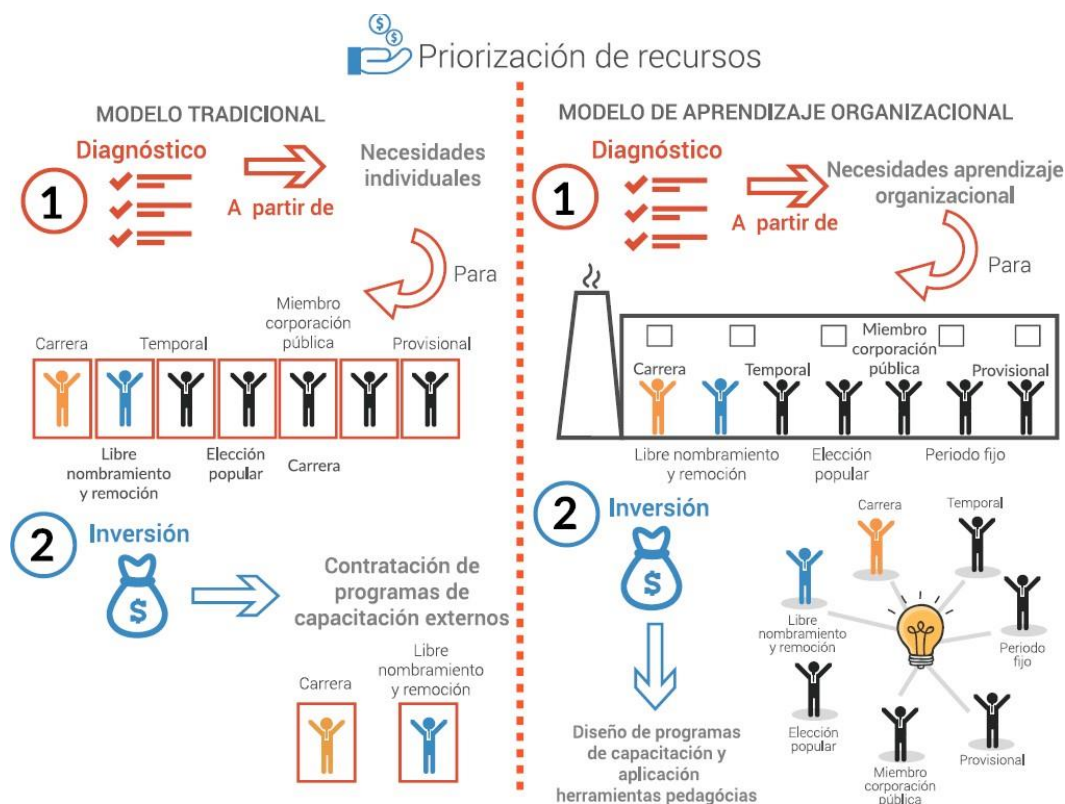 Priorización de recursos
MODELO TRADICIONAL
1
Diagnóstico
A partir de
Necesidades
individuales
Para
Carrera
Temporal
Miembro
corporación
pública
Provisional
Libre
nombramiento
y remoción
Elección
popular
Carrera
2
Inversión
$
Contratación de
programas de
capacitación externos
Carrera
Libre
nombramiento
y remoción
MODELO DE APRENDIZAJE ORGANIZACIONAL
1
Diagnóstico
A partir de
Necesidades aprendizaje
organizacional
Para
Carrera
Temporal
Miembro
corporación
pública
Provisional
Libre nombramiento
y remoción
Elección
popular
Periodo fijo
2
Inversión
$
Diseño de programas
de capacitación y
aplicación
herramientas pedagócias
Carrera
Temporal
Libre
nombramiento
y remoción
Periodo
fijo
Elección
popular
Miembro
corporación
pública
Provisional